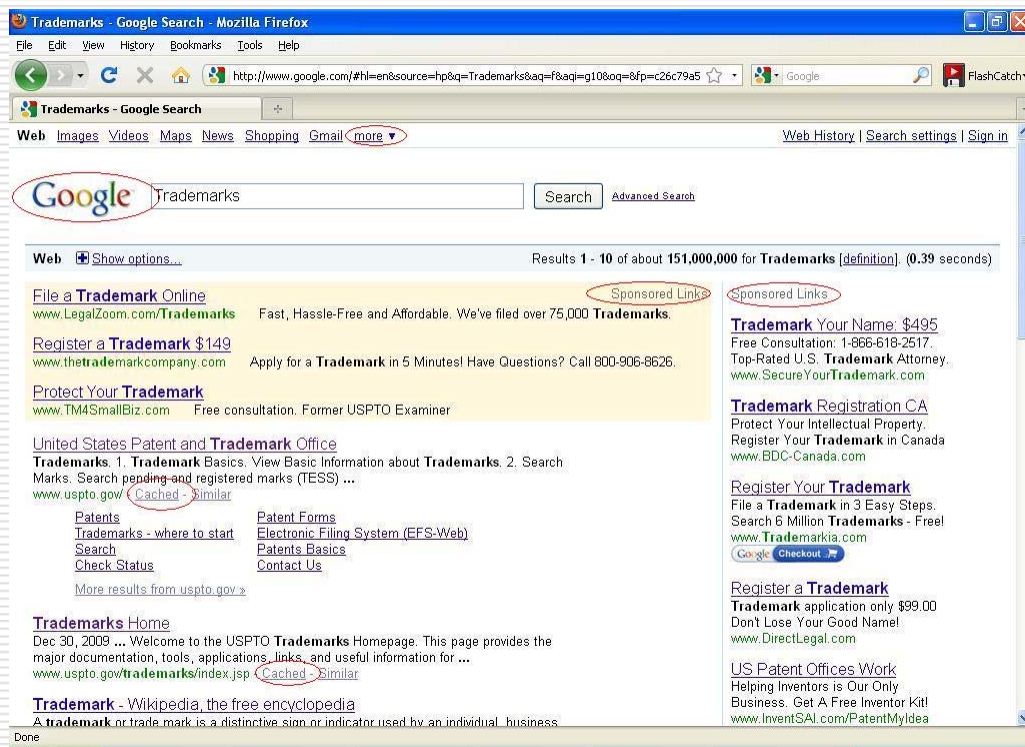 Trademarks - Google Search - Mozilla Firefox
File Edit View History Bookmarks Tools Help
http://www.google.com/#hl=en&source=hp&q=Trademarks&aq=f&aqi=g10&oq=&fp=c26c79a5 Google FlashCatch
Trademarks - Google Search
Web Images Videos Maps News Shopping Gmail more ▼ Web History | Search settings | Sign in
Google Trademarks Search Advanced Search
Web Show options... Results 1 - 10 of about 151,000,000 for Trademarks [definition]. (0.39 seconds)
Sponsored Links
File a Trademark Online
www.LegalZoom.com/Trademarks Fast, Hassle-Free and Affordable. We've filed over 75,000 Trademarks.
Register a Trademark $149
www.thetrademarkcompany.com Apply for a Trademark in 5 Minutes! Have Questions? Call 800-906-8626.
Protect Your Trademark
www.TM4SmallBiz.com Free consultation. Former USPTO Examiner
United States Patent and Trademark Office
Trademarks. 1. Trademark Basics. View Basic Information about Trademarks. 2. Search
Marks. Search pending and registered marks (TESS) ...
www.uspto.gov/ - Cached - Similar
Patents Patent Forms
Trademarks - where to start Electronic Filing System (EFS-Web)
Search Patents Basics
Check Status Contact Us
More results from uspto.gov »
Trademarks Home
Dec 30, 2009 ... Welcome to the USPTO Trademarks Homepage. This page provides the
major documentation, tools, applications, links, and useful information for ...
www.uspto.gov/trademarks/index.jsp - Cached - Similar
Trademark - Wikipedia, the free encyclopedia
A trademark or trade mark is a distinctive sign or indicator used by an individual, business
Sponsored Links
Trademark Your Name: $495
Free Consultation: 1-866-618-2517.
Top-Rated U.S. Trademark Attorney.
www.SecureYourTrademark.com
Trademark Registration CA
Protect Your Intellectual Property.
Register Your Trademark in Canada
www.BDC-Canada.com
Register Your Trademark
File a Trademark in 3 Easy Steps.
Search 6 Million Trademarks - Free!
www.Trademarkia.com
Google Checkout
Register a Trademark
Trademark application only $99.00
Don't Lose Your Good Name!
www.DirectLegal.com
US Patent Offices Work
Helping Inventors is Our Only
Business. Get A Free Inventor Kit!
www.InventSAI.com/PatentMyIdea
Done